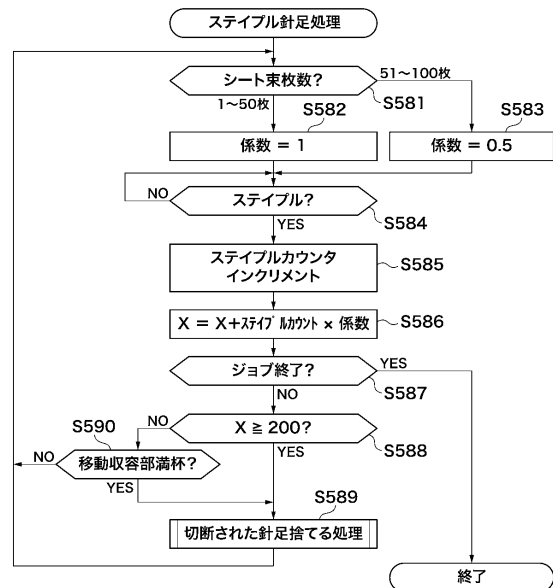 ステイプル針足処理
シート束枚数?
51～100枚
S581
1～50枚
S582
S583
係数 = 1
係数 = 0.5
NO
ステイプル?
S584
YES
ステイプルカウンタ
インクリメント
S585
X = X+ステイプルカウント × 係数
S586
ジョブ終了?
YES
S587
NO
NO
X ≧ 200?
S588
S590
YES
NO
移動収容部満杯?
YES
S589
切断された針足捨てる処理
終了